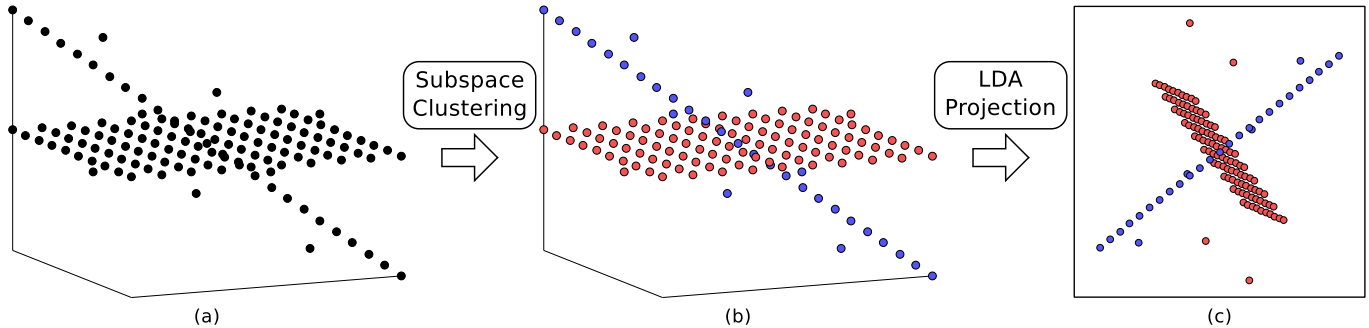 Subspace
Clustering
LDA
Projection
(a)
(b)
(c)